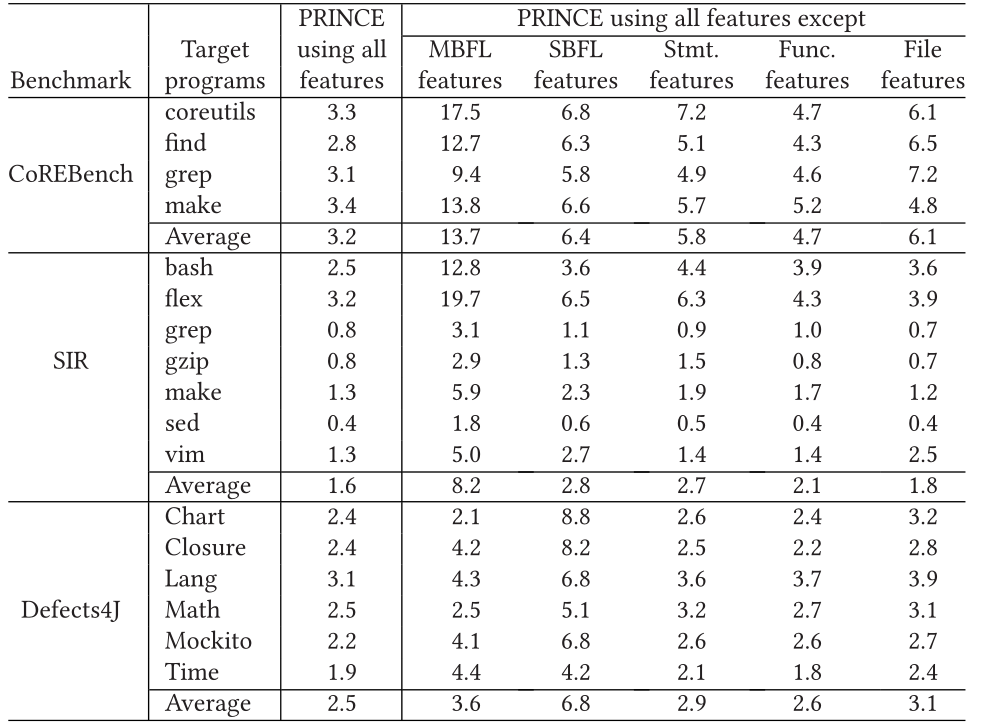 PRINCE PRINCE using all features except
Target using all MBFL SBFL Stmt. Func. File
Benchmark programs features features features features features features
coreutils 3.3 17.5 6.8 7.2 4.7 6.1
find 2.8 12.7 6.3 5.1 4.3 6.5
CoREBench grep 3.1 9.4 5.8 4.9 4.6 7.2
make 3.4 13.8 6.6 5.7 5.2 4.8
Average 3.2 13.7 6.4 5.8 4.7 6.1
bash 2.5 12.8 3.6 4.4 3.9 3.6
flex 3.2 19.7 6.5 6.3 4.3 3.9
grep 0.8 3.1 1.1 0.9 1.0 0.7
SIR gzip 0.8 2.9 1.3 1.5 0.8 0.7
make 1.3 5.9 2.3 1.9 1.7 1.2
sed 0.4 1.8 0.6 0.5 0.4 0.4
vim 1.3 5.0 2.7 1.4 1.4 2.5
Average 1.6 8.2 2.8 2.7 2.1 1.8
Chart 2.4 2.1 8.8 2.6 2.4 3.2
Closure 2.4 4.2 8.2 2.5 2.2 2.8
Lang 3.1 4.3 6.8 3.6 3.7 3.9
Defects4J Math 2.5 2.5 5.1 3.2 2.7 3.1
Mockito 2.2 4.1 6.8 2.6 2.6 2.7
Time 1.9 4.4 4.2 2.1 1.8 2.4
Average 2.5 3.6 6.8 2.9 2.6 3.1